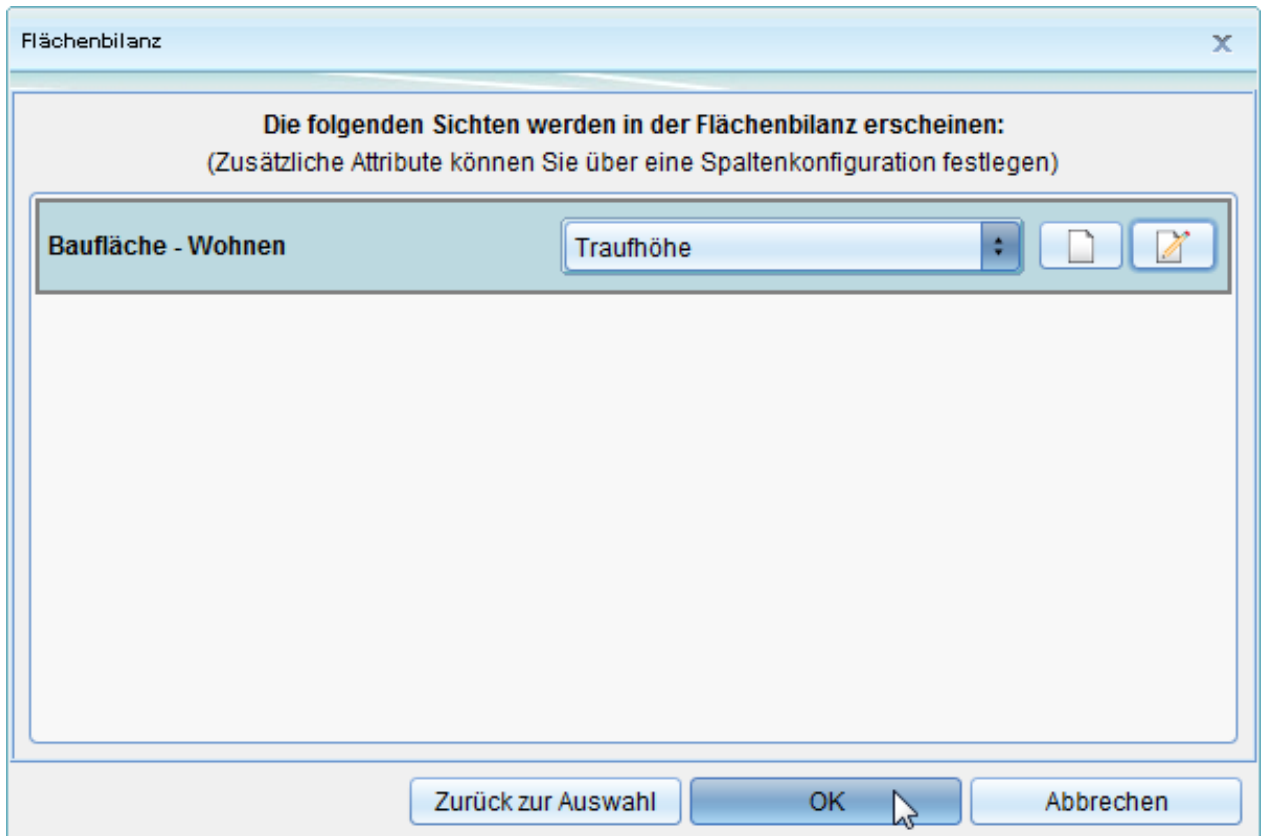 Flächenbilanz
Die folgenden Sichten werden in der Flächenbilanz erscheinen:
(Zusätzliche Attribute können Sie über eine Spaltenkonfiguration festlegen)
Baufläche - Wohnen
Traufhöhe
Zurück zur Auswahl
OK
Abbrechen